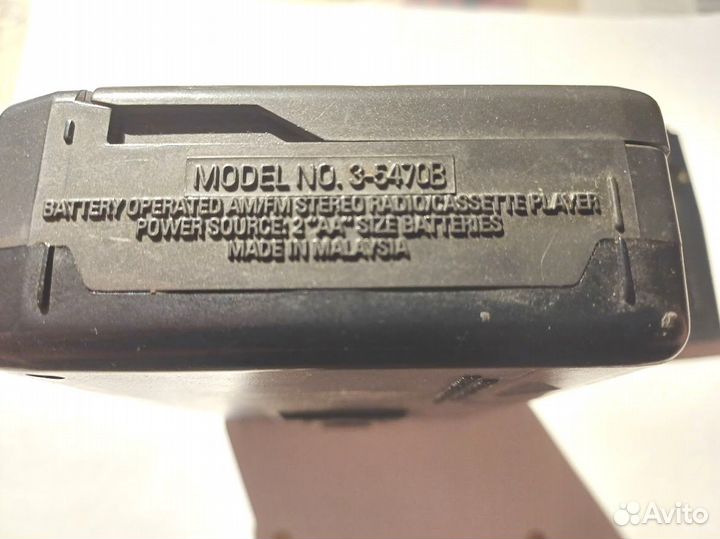 MODEL NO. 3-5470B
BATTERY OPERATED AM/FM STEREO RADIO/CASSETTE PLAYER
POWER SOURCE: 2 "AA" SIZE BATTERIES
MADE IN MALAYSIA
Avito